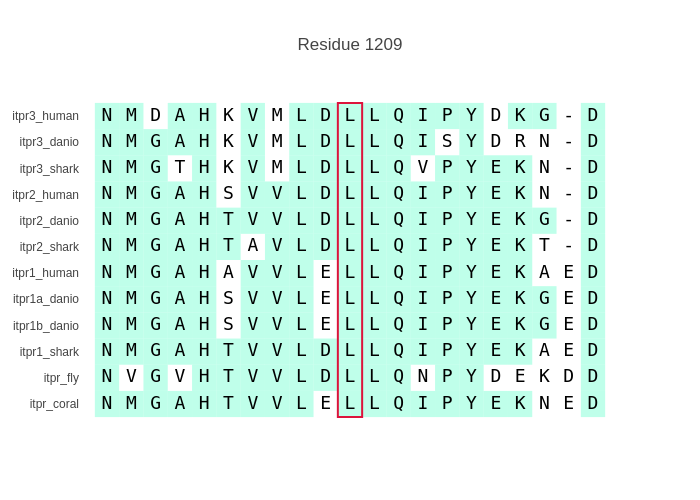 Residue 1209
itpr3_human N M D A H K V M L D L L Q I P Y D K G - D
itpr3_danio N M G A H K V M L D L L Q I S Y D R N - D
itpr3_shark N M G T H K V M L D L L Q V P Y E K N - D
itpr2_human N M G A H S V V L D L L Q I P Y E K N - D
itpr2_danio N M G A H T V V L D L L Q I P Y E K G - D
itpr2_shark N M G A H T A V L D L L Q I P Y E K T - D
itpr1_human N M G A H A V V L E L L Q I P Y E K A E D
itpr1a_danio N M G A H S V V L E L L Q I P Y E K G E D
itpr1b_danio N M G A H S V V L E L L Q I P Y E K G E D
itpr1_shark N M G A H T V V L D L L Q I P Y E K A E D
itpr_fly N V G V H T V V L D L L Q N P Y D E K D D
itpr_coral N M G A H T V V L E L L Q I P Y E K N E D